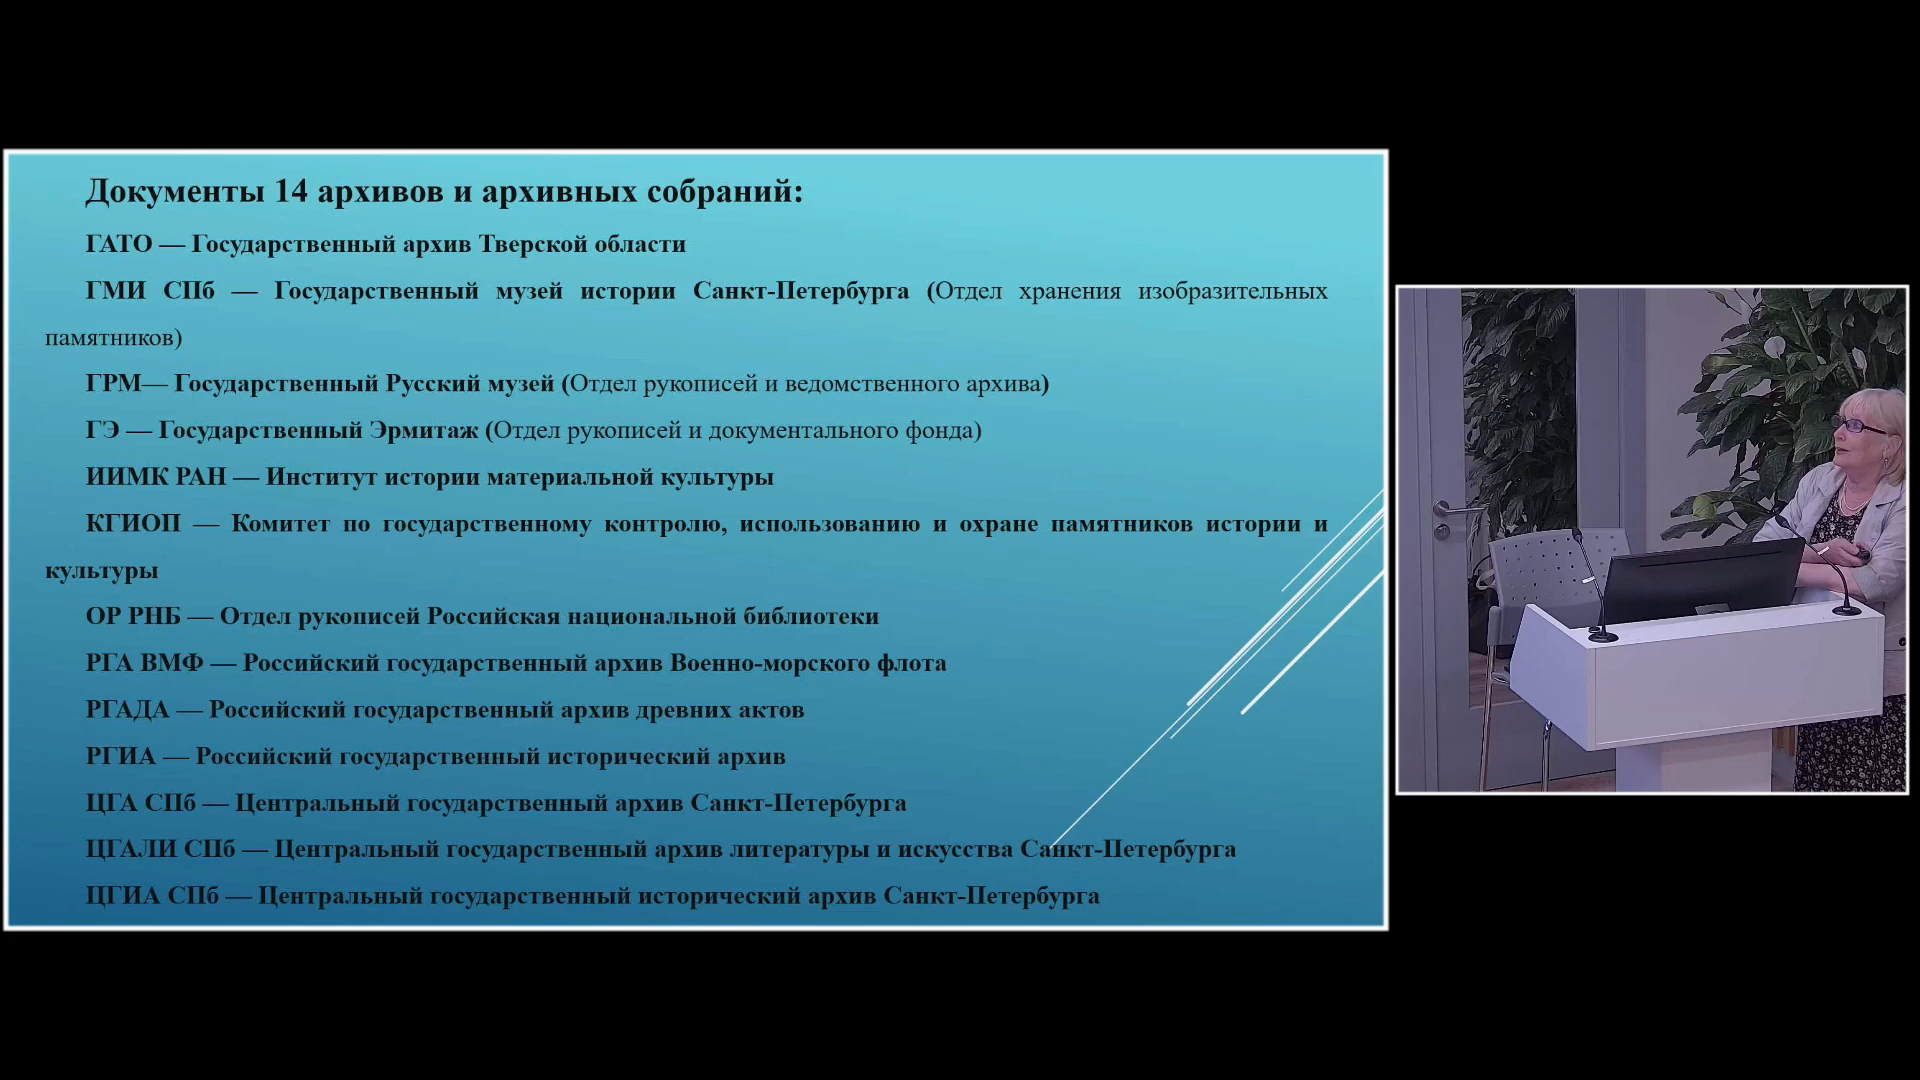 Документы 14 архивов и архивных собраний:
ГАТО — Государственный архив Тверской области
ГМИ СПб — Государственный музей истории Санкт-Петербурга (Отдел хранения изобразительных
памятников)
ГРМ— Государственный Русский музей (Отдел рукописей и ведомственного архива)
ГЭ — Государственный Эрмитаж (Отдел рукописей и документального фонда)
ИИМК РАН — Институт истории материальной культуры
КГИОП — Комитет по государственному контролю, использованию и охране памятников истории и
культуры
ОР РНБ — Отдел рукописей Российская национальной библиотеки
РГА ВМФ — Российский государственный архив Военно-морского флота
РГАДА — Российский государственный архив древних актов
РГИА — Российский государственный исторический архив
ЦГА СПб — Центральный государственный архив Санкт-Петербурга
ЦГАЛИ СПб — Центральный государственный архив литературы и искусства Санкт-Петербурга
ЦГИА СПб — Центральный государственный исторический архив Санкт-Петербурга